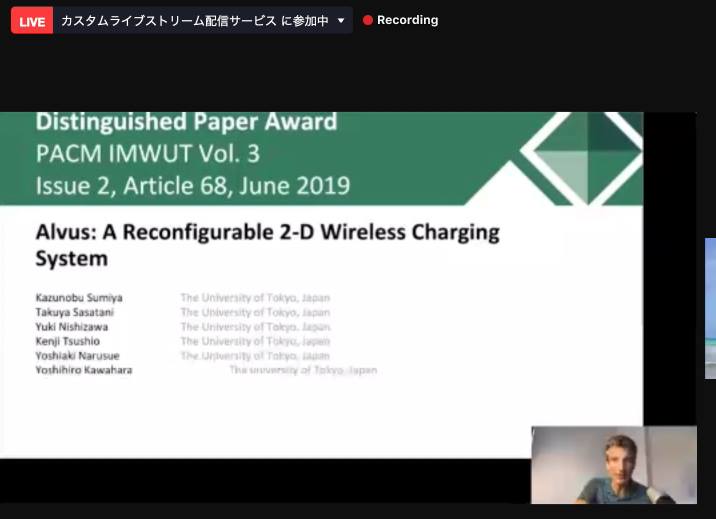 LIVE カスタムライブストリーム配信サービス に参加中 Recording
Distinguished Paper Award
PACM IMWUT Vol. 3
Issue 2, Article 68, June 2019
Alvus: A Reconfigurable 2-D Wireless Charging
System
Kazunobu Sumiya The University of Tokyo, Japan
Takuya Sasatani The University of Tokyo, Japan
Yuki Nishizawa The University of Tokyo, Japan
Kenji Tsushio The University of Tokyo, Japan
Yoshiaki Narusue The University of Tokyo, Japan
Yoshihiro Kawahara The University of Tokyo, Japan